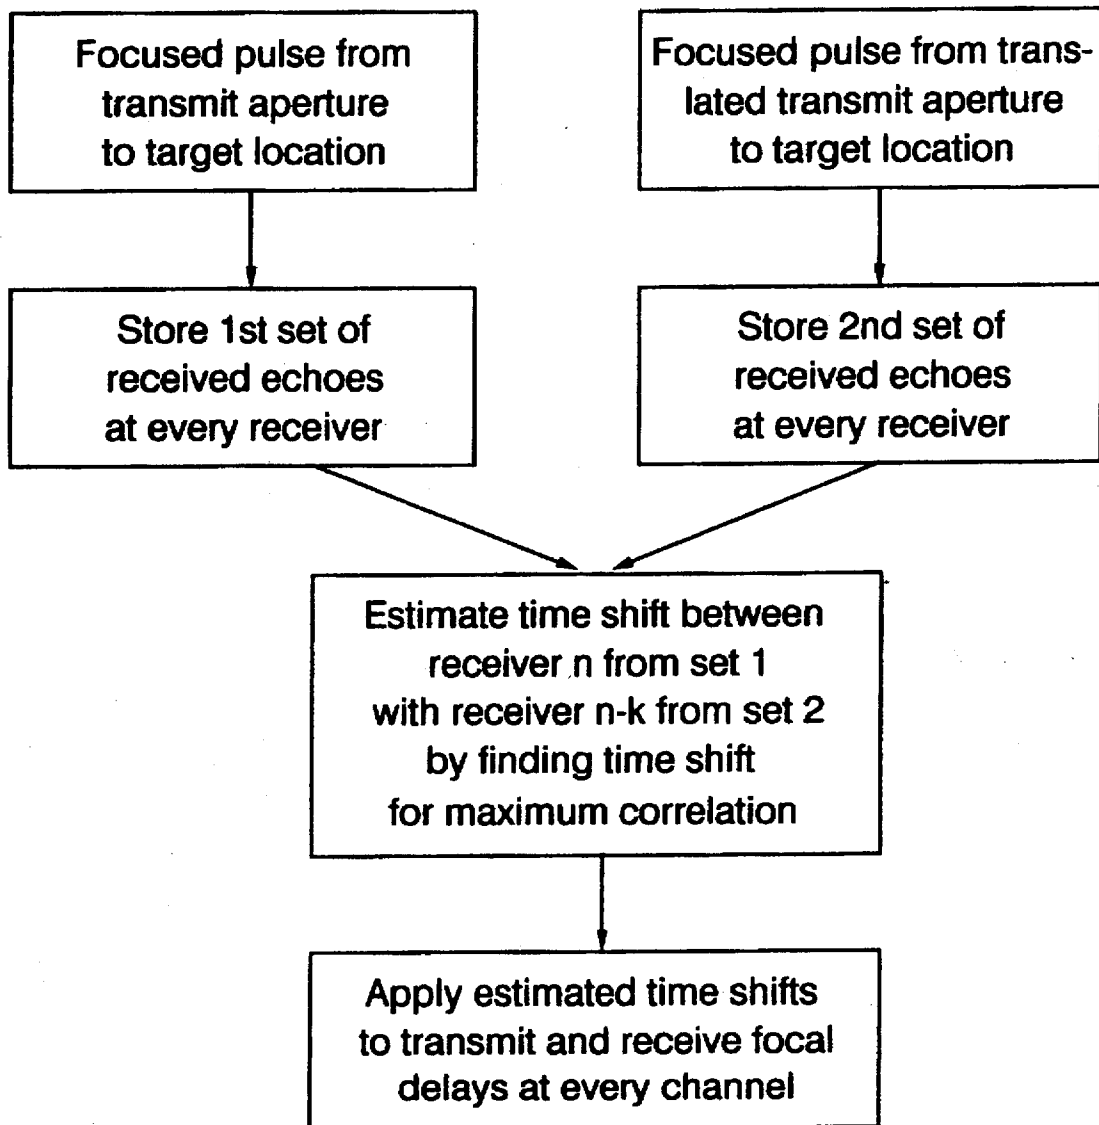 Focused pulse from
transmit aperture
to target location
Focused pulse from trans-
lated transmit aperture
to target location
Store 1st set of
received echoes
at every receiver
Store 2nd set of
received echoes
at every receiver
Estimate time shift between
receiver n from set 1
with receiver n-k from set 2
by finding time shift
for maximum correlation
Apply estimated time shifts
to transmit and receive focal
delays at every channel